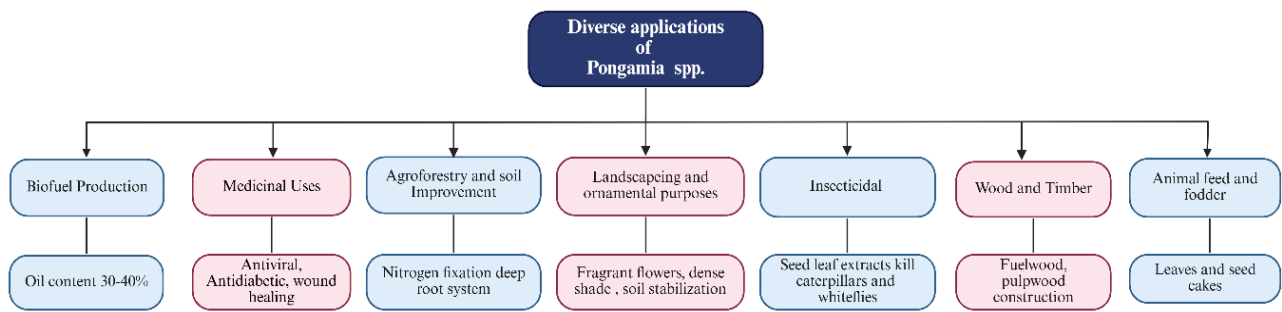 Diverse applications
of
Pongamia spp.
Biofuel Production
Medicinal Uses
Agroforestry and soil
Improvement
Landscapeing and
ornamental purposes
Insecticidal
Wood and Timber
Animal feed and
fodder
Oil content 30-40%
Antiviral,
Antidiabetic, wound
healing
Nitrogen fixation deep
root system
Fragrant flowers, dense
shade , soil stabilization
Seed leaf extracts kill
caterpillars and
whiteflies
Fuelwood,
pulpwood
construction
Leaves and seed
cakes